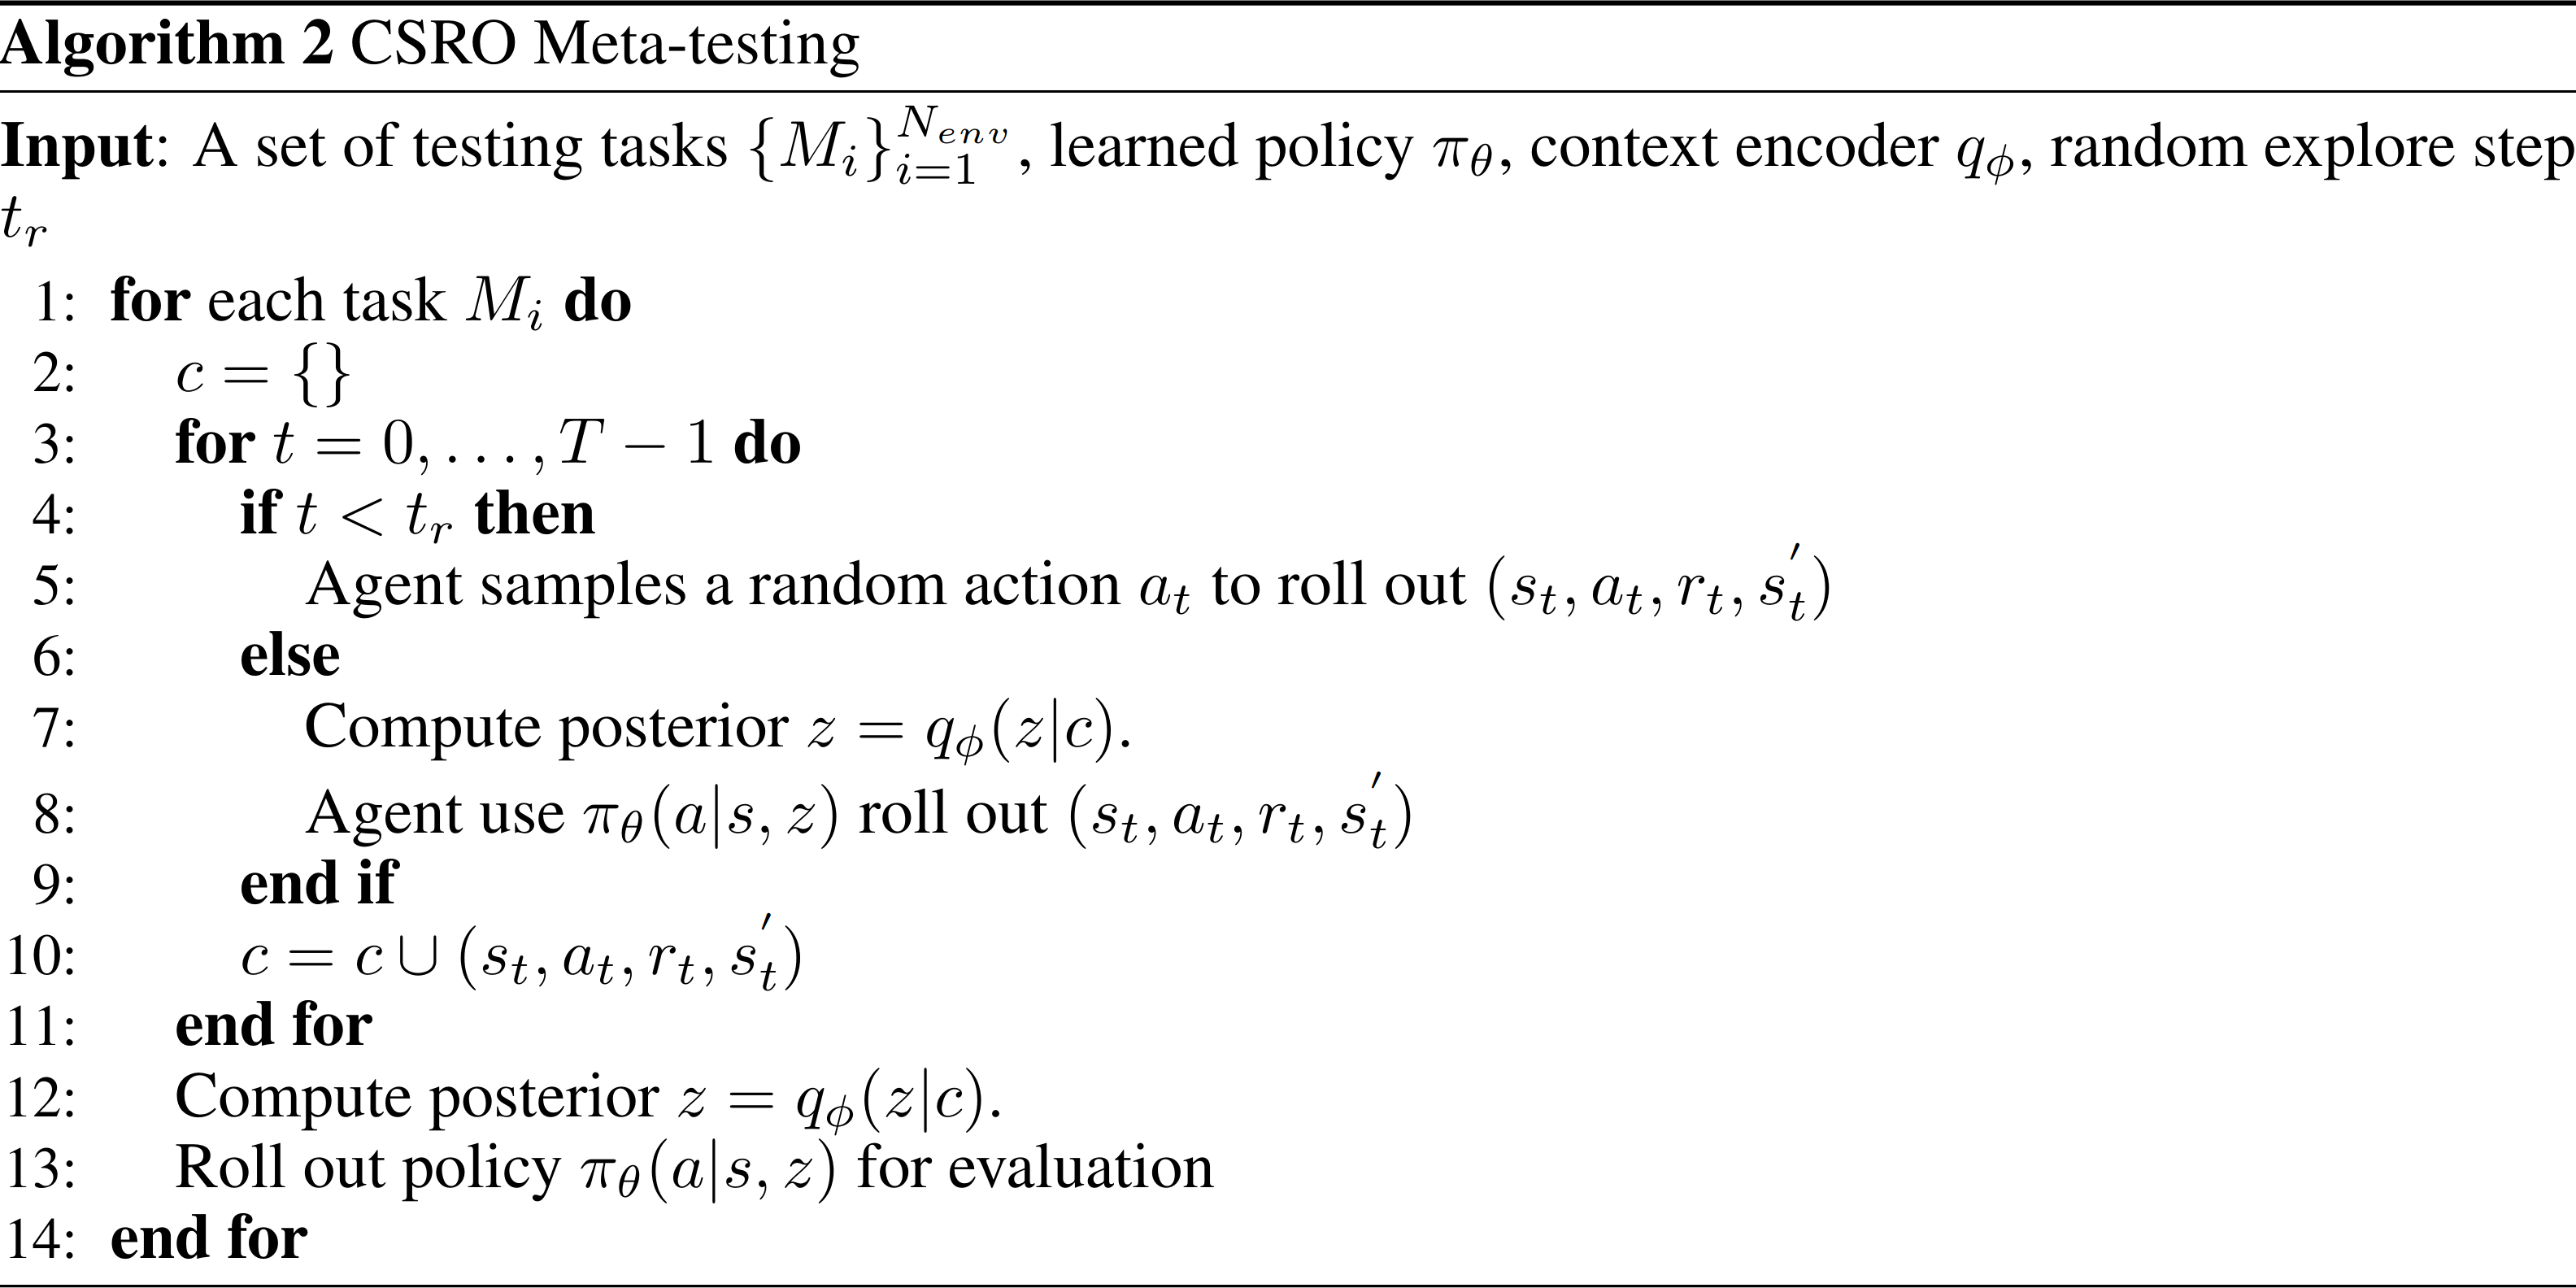 Algorithm 2 CSRO Meta-testing
Input: A set of testing tasks $\{M_i\}_{i=1}^{N_{env}}$, learned policy $\pi_\theta$, context encoder $q_\phi$, random explore step
$t_r$
1: for each task $M_i$ do
2: $c = \{\}$
3: for $t = 0, \ldots, T - 1$ do
4: if $t < t_r$ then
5: Agent samples a random action $a_t$ to roll out $(s_t, a_t, r_t, s_t^{'})$
6: else
7: Compute posterior $z = q_\phi(z|c)$.
8: Agent use $\pi_\theta(a|s, z)$ roll out $(s_t, a_t, r_t, s_t^{'})$
9: end if
10: $c = c \cup (s_t, a_t, r_t, s_t^{'})$
11: end for
12: Compute posterior $z = q_\phi(z|c)$.
13: Roll out policy $\pi_\theta(a|s, z)$ for evaluation
14: end for